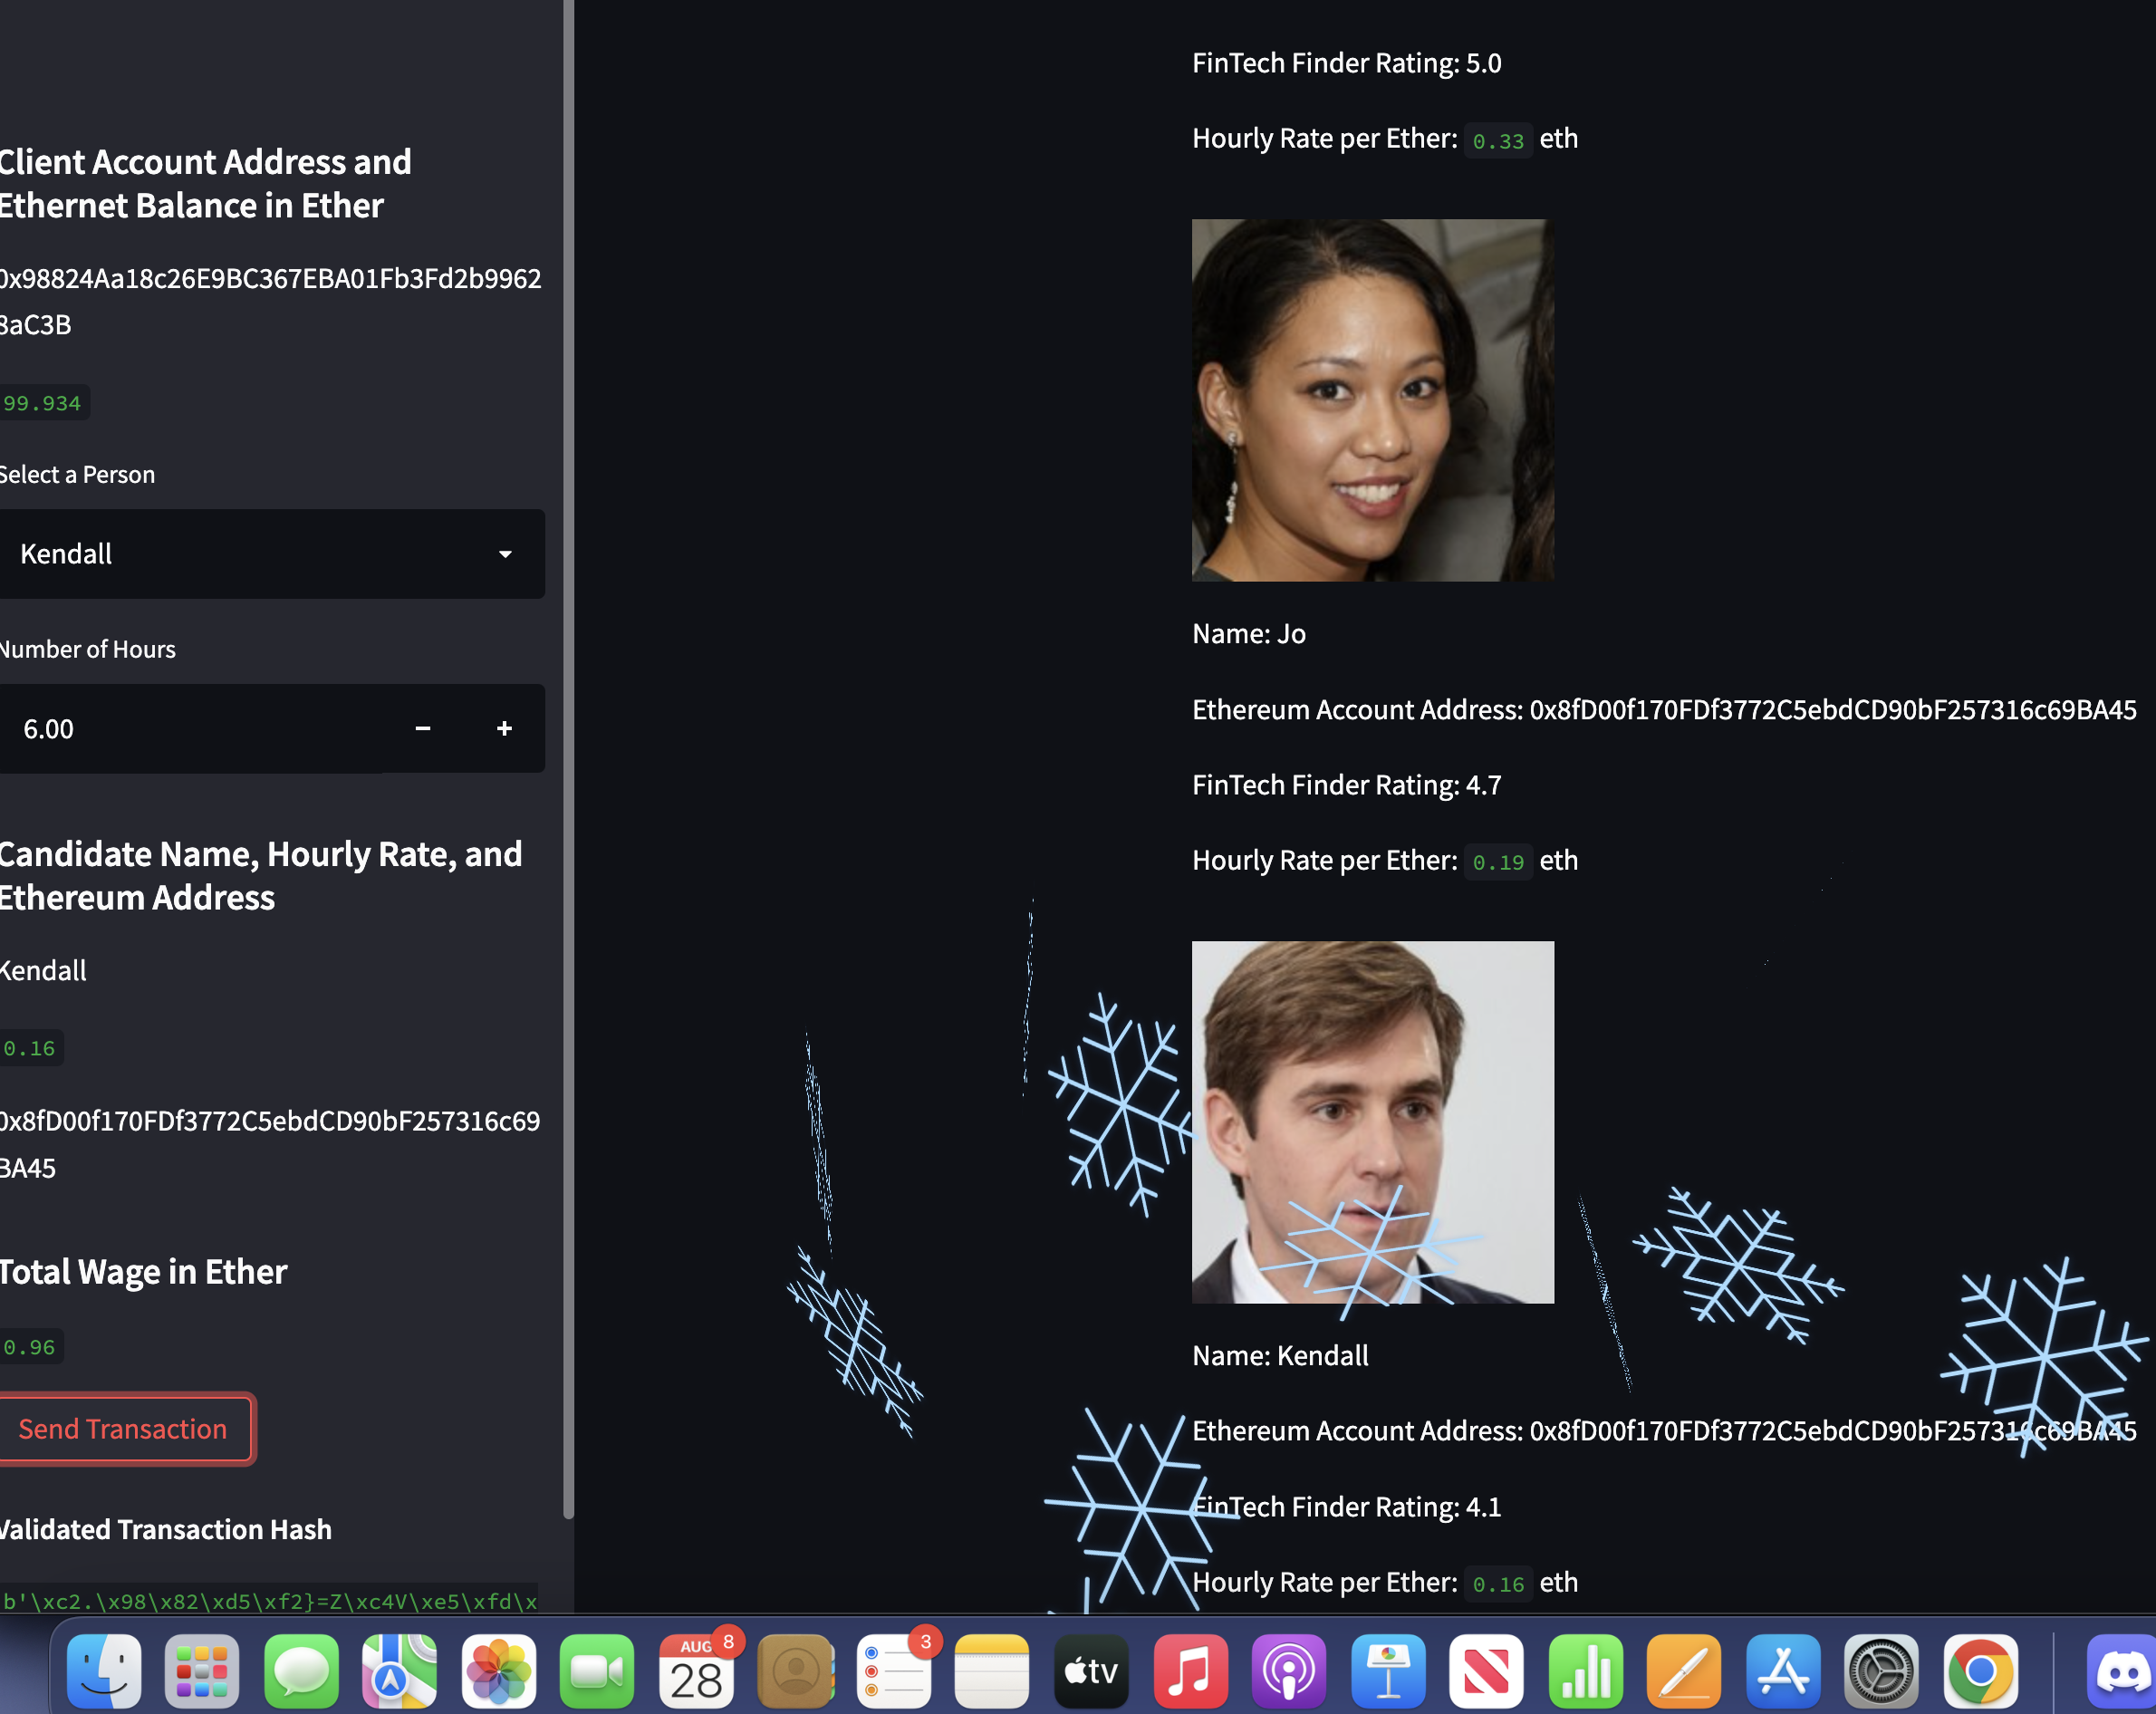 Client Account Address and
Ethernet Balance in Ether
0x98824Aa18c26E9BC367EBA01Fb3Fd2b9962
8aC3B
99.934
Select a Person
Kendall
Number of Hours
6.00
Candidate Name, Hourly Rate, and
Ethereum Address
Kendall
0.16
0x8fD00f170FDf3772C5ebdCD90bF257316c69
BA45
Total Wage in Ether
0.96
Send Transaction
Validated Transaction Hash
b'\xc2.\x98\x82\xd5\xf2}=Z\xc4V\xe5\xfd\x
FinTech Finder Rating: 5.0
Hourly Rate per Ether: 0.33 eth
Name: Jo
Ethereum Account Address: 0x8fD00f170FDf3772C5ebdCD90bF257316c69BA45
FinTech Finder Rating: 4.7
Hourly Rate per Ether: 0.19 eth
Name: Kendall
Ethereum Account Address: 0x8fD00f170FDf3772C5ebdCD90bF257316c69BA45
FinTech Finder Rating: 4.1
Hourly Rate per Ether: 0.16 eth
AUG 8
28
3
tv